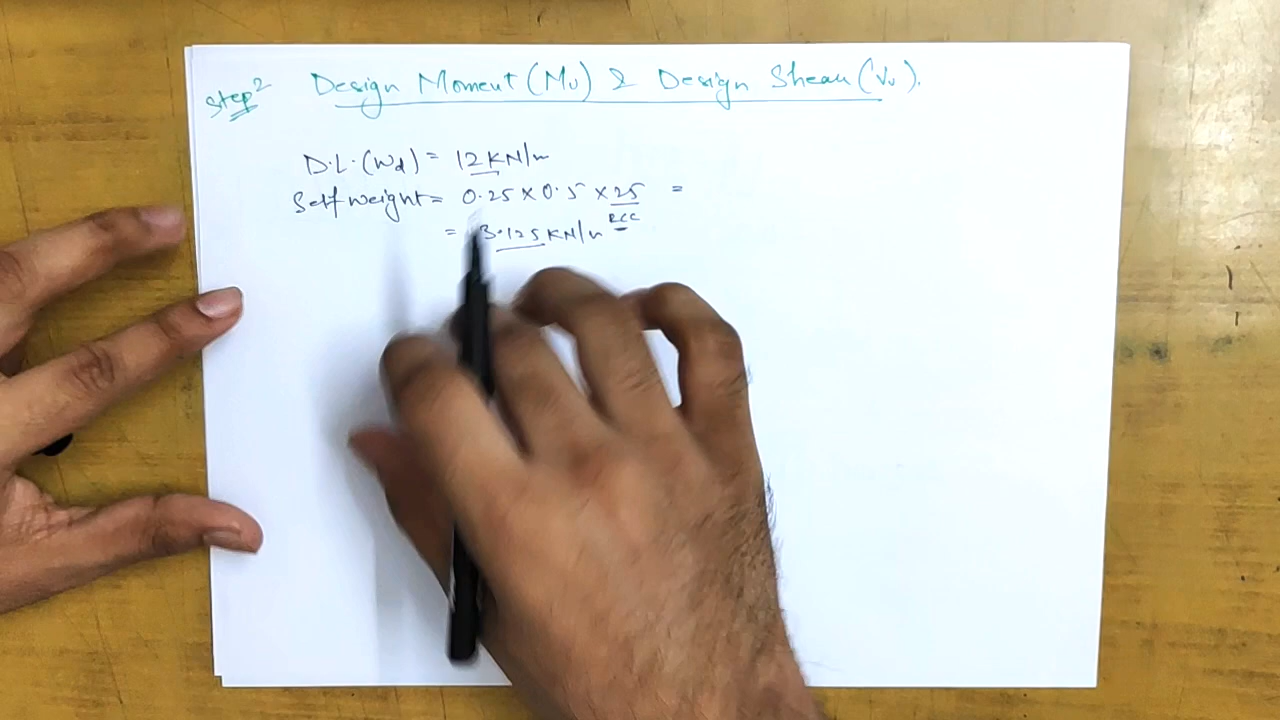 Step 2 Design Moment (Mu) & Design Shear (Vu).
D.L. (Wd) = 12 KN/m
Self weight = 0.25 × 0.5 × 25 =
RCC
= 3.125 KN/m